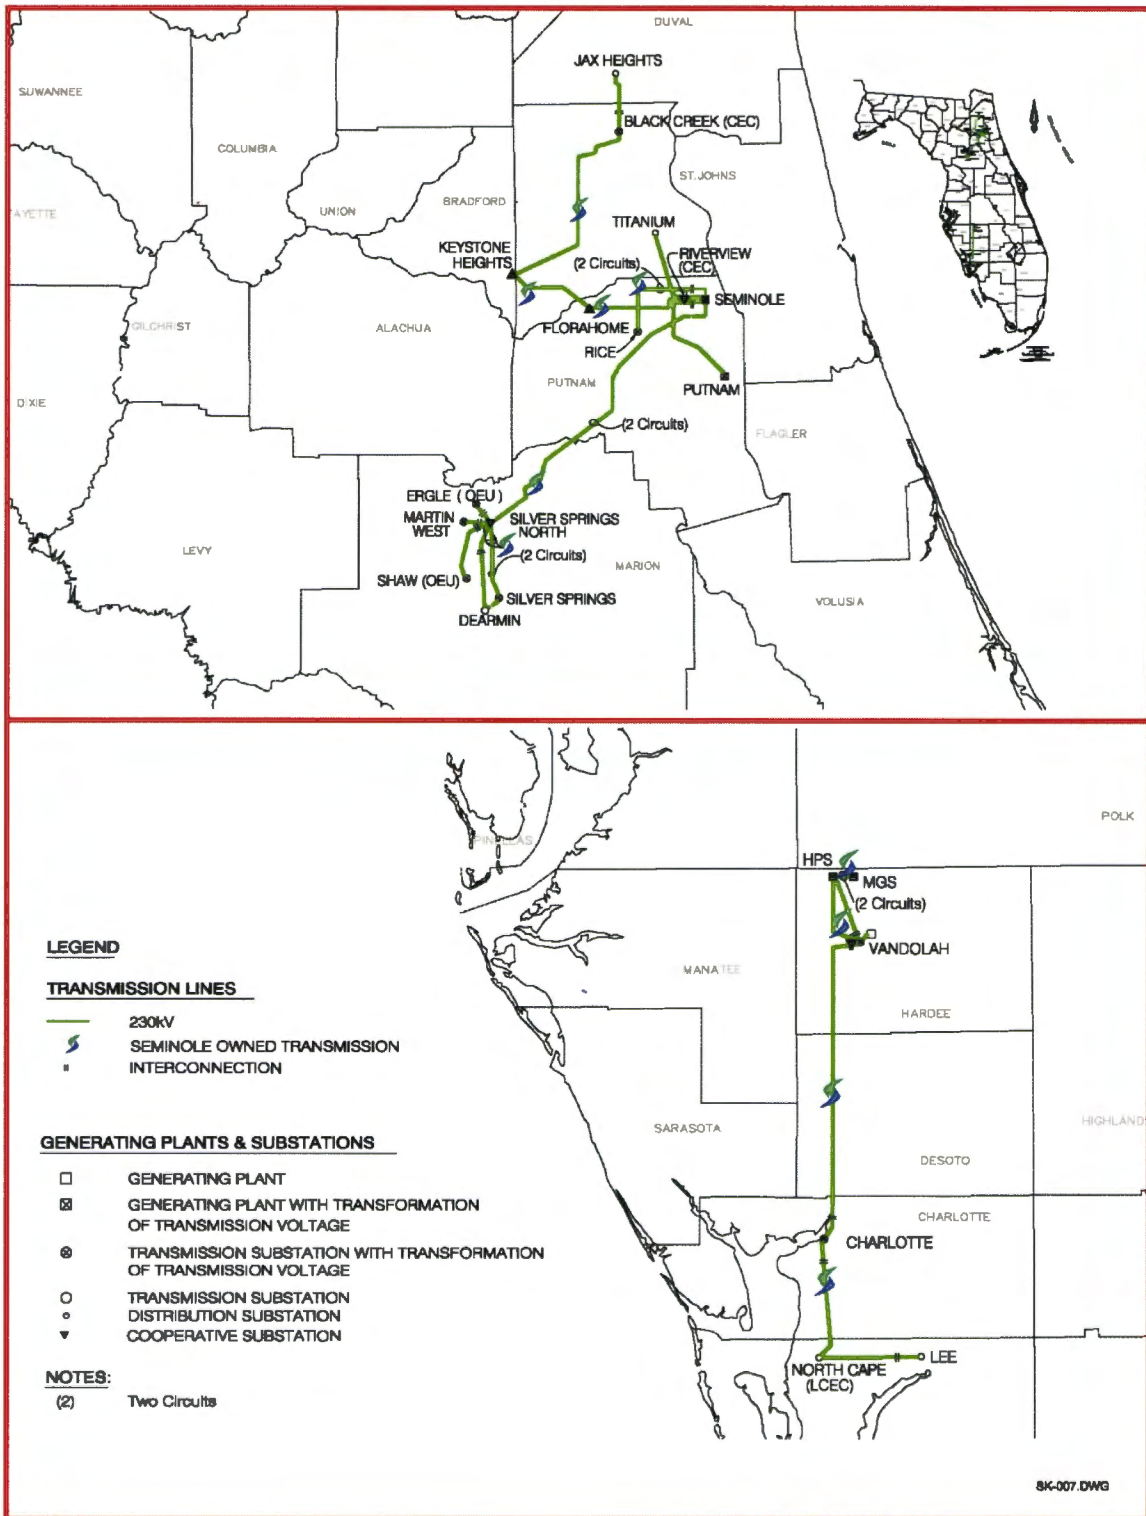 DUVAL
JAX HEIGHTS
SUWANNEE
BLACK CREEK (CEC)
COLUMBIA
ST. JOHNS
BRADFORD
UNION
AYETTE
TITANIUM
KEYSTONE
HEIGHTS
RIVERVIEW
(CEC)
(2 Circuits)
SEMINOLE
GILCHRIST
ALACHUA
FLORAHOME
RICE
PUTNAM
PUTNAM
DIXIE
(2 Circuits)
FLAGLER
ERGLE ( OEU )
MARTIN
WEST
SILVER SPRINGS
NORTH
(2 Circuits)
LEVY
SHAW (OEU)
MARION
SILVER SPRINGS
VOLUSIA
DEARMIN
POLK
PINELLAS
HPS
MGS
(2 Circuits)
VANDOLAH
MANATEE
HARDEE
SARASOTA
HIGHLAND
DESOTO
CHARLOTTE
CHARLOTTE
LEE
NORTH CAPE
(LCEC)
LEGEND
TRANSMISSION LINES
230kV
SEMINOLE OWNED TRANSMISSION
INTERCONNECTION
GENERATING PLANTS & SUBSTATIONS
GENERATING PLANT
GENERATING PLANT WITH TRANSFORMATION
OF TRANSMISSION VOLTAGE
TRANSMISSION SUBSTATION WITH TRANSFORMATION
OF TRANSMISSION VOLTAGE
TRANSMISSION SUBSTATION
DISTRIBUTION SUBSTATION
COOPERATIVE SUBSTATION
NOTES:
(2) Two Circuits
SK-007.DWG